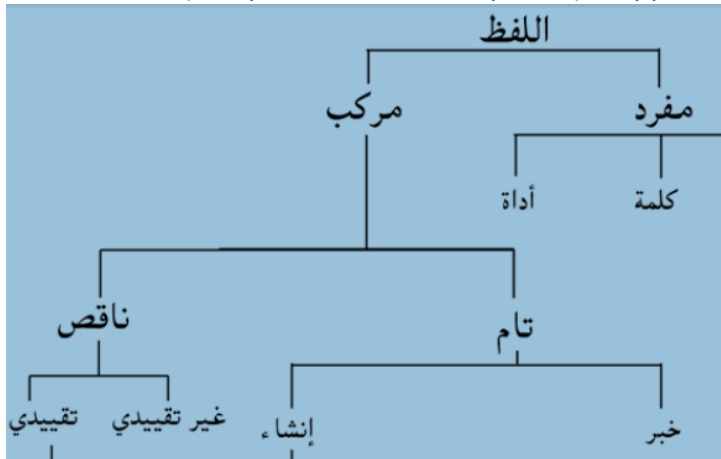 اللفظ
مفرد مركب
كلمة أداة
تام ناقص
خبر إنشاء غير تقييدي تقييدي